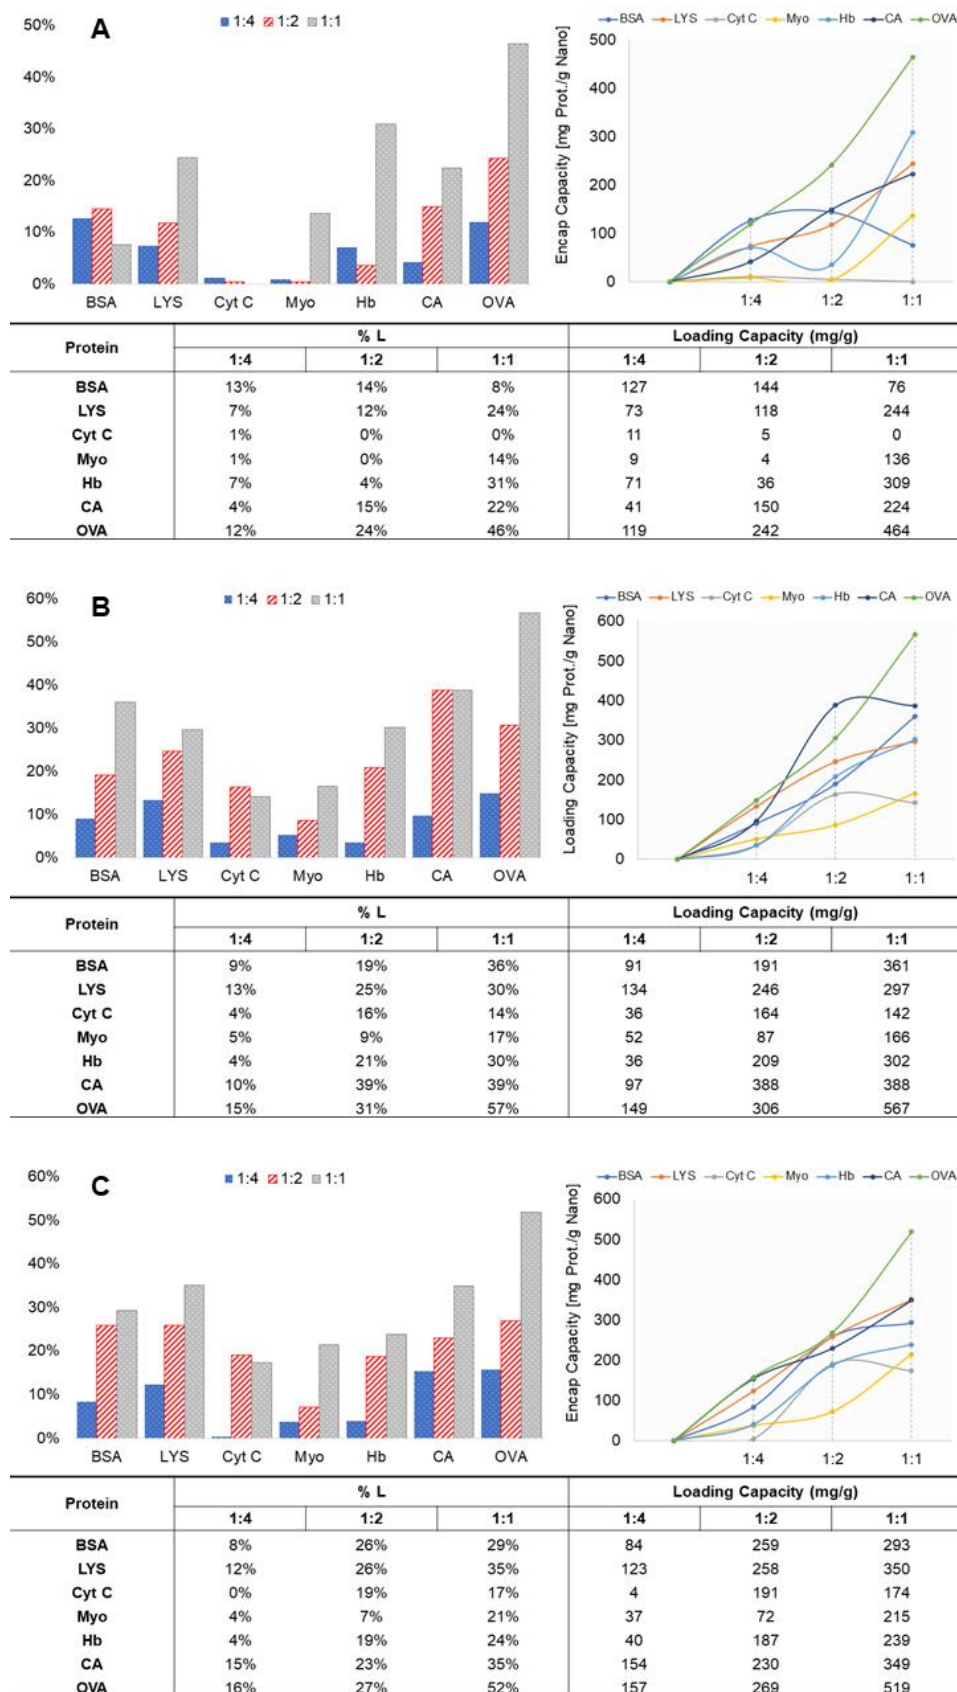 A
1:4 1:2 1:1
50%
40%
30%
20%
10%
0%
BSA LYS Cyt C Myo Hb CA OVA
BSA LYS Cyt C Myo Hb CA OVA
Encap Capacity [mg Prot./g Nano]
500
400
300
200
100
0
1:4 1:2 1:1
Protein % L Loading Capacity (mg/g)
1:4 1:2 1:1 1:4 1:2 1:1
BSA 13% 14% 8% 127 144 76
LYS 7% 12% 24% 73 118 244
Cyt C 1% 0% 0% 11 5 0
Myo 1% 0% 14% 9 4 136
Hb 7% 4% 31% 71 36 309
CA 4% 15% 22% 41 150 224
OVA 12% 24% 46% 119 242 464
B
1:4 1:2 1:1
60%
50%
40%
30%
20%
10%
0%
BSA LYS Cyt C Myo Hb CA OVA
BSA LYS Cyt C Myo Hb CA OVA
Loading Capacity [mg Prot./g Nano]
600
500
400
300
200
100
0
1:4 1:2 1:1
Protein % L Loading Capacity (mg/g)
1:4 1:2 1:1 1:4 1:2 1:1
BSA 9% 19% 36% 91 191 361
LYS 13% 25% 30% 134 246 297
Cyt C 4% 16% 14% 36 164 142
Myo 5% 9% 17% 52 87 166
Hb 4% 21% 30% 36 209 302
CA 10% 39% 39% 97 388 388
OVA 15% 31% 57% 149 306 567
C
1:4 1:2 1:1
60%
50%
40%
30%
20%
10%
0%
BSA LYS Cyt C Myo Hb CA OVA
BSA LYS Cyt C Myo Hb CA OVA
Encap Capacity [mg Prot./g Nano]
600
500
400
300
200
100
0
1:4 1:2 1:1
Protein % L Loading Capacity (mg/g)
1:4 1:2 1:1 1:4 1:2 1:1
BSA 8% 26% 29% 84 259 293
LYS 12% 26% 35% 123 258 350
Cyt C 0% 19% 17% 4 191 174
Myo 4% 7% 21% 37 72 215
Hb 4% 19% 24% 40 187 239
CA 15% 23% 35% 154 230 349
OVA 16% 27% 52% 157 269 519